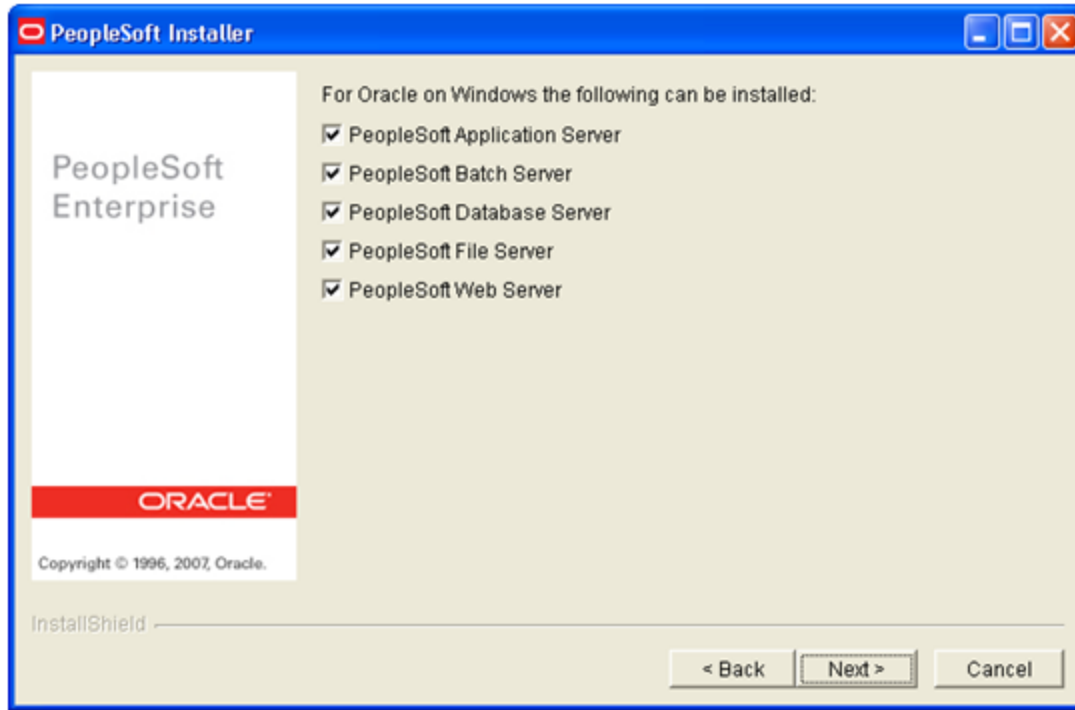 PeopleSoft Installer
PeopleSoft
Enterprise
ORACLE®
Copyright © 1996, 2007, Oracle.
For Oracle on Windows the following can be installed:
PeopleSoft Application Server
PeopleSoft Batch Server
PeopleSoft Database Server
PeopleSoft File Server
PeopleSoft Web Server
InstallShield
< Back
Next >
Cancel